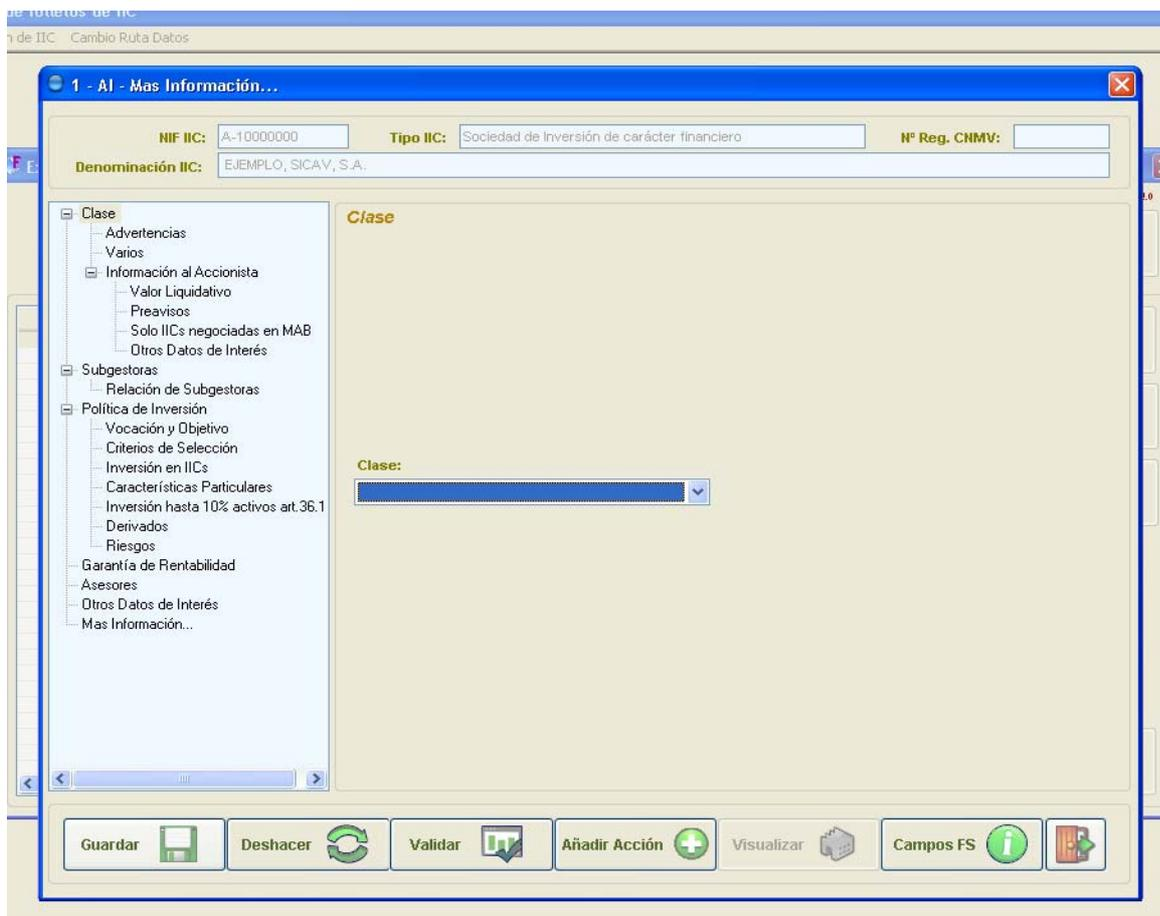 de folletos de IIC
de IIC Cambio Ruta Datos
1 - AI - Mas Información...
NIF IIC: A-10000000 Tipo IIC: Sociedad de Inversión de carácter financiero Nº Reg. CNMV:
Denominación IIC: EJEMPLO, SICAV, S.A.
Clase
Advertencias
Varios
Información al Accionista
Valor Liquidativo
Preavisos
Solo IICs negociadas en MAB
Otros Datos de Interés
Subgestoras
Relación de Subgestoras
Política de Inversión
Vocación y Objetivo
Criterios de Selección
Inversión en IICs
Características Particulares
Inversión hasta 10% activos art.36.1
Derivados
Riesgos
Garantía de Rentabilidad
Asesores
Otros Datos de Interés
Mas Información...
Clase
Clase:
Guardar Deshacer Validar Añadir Acción Visualizar Campos FS